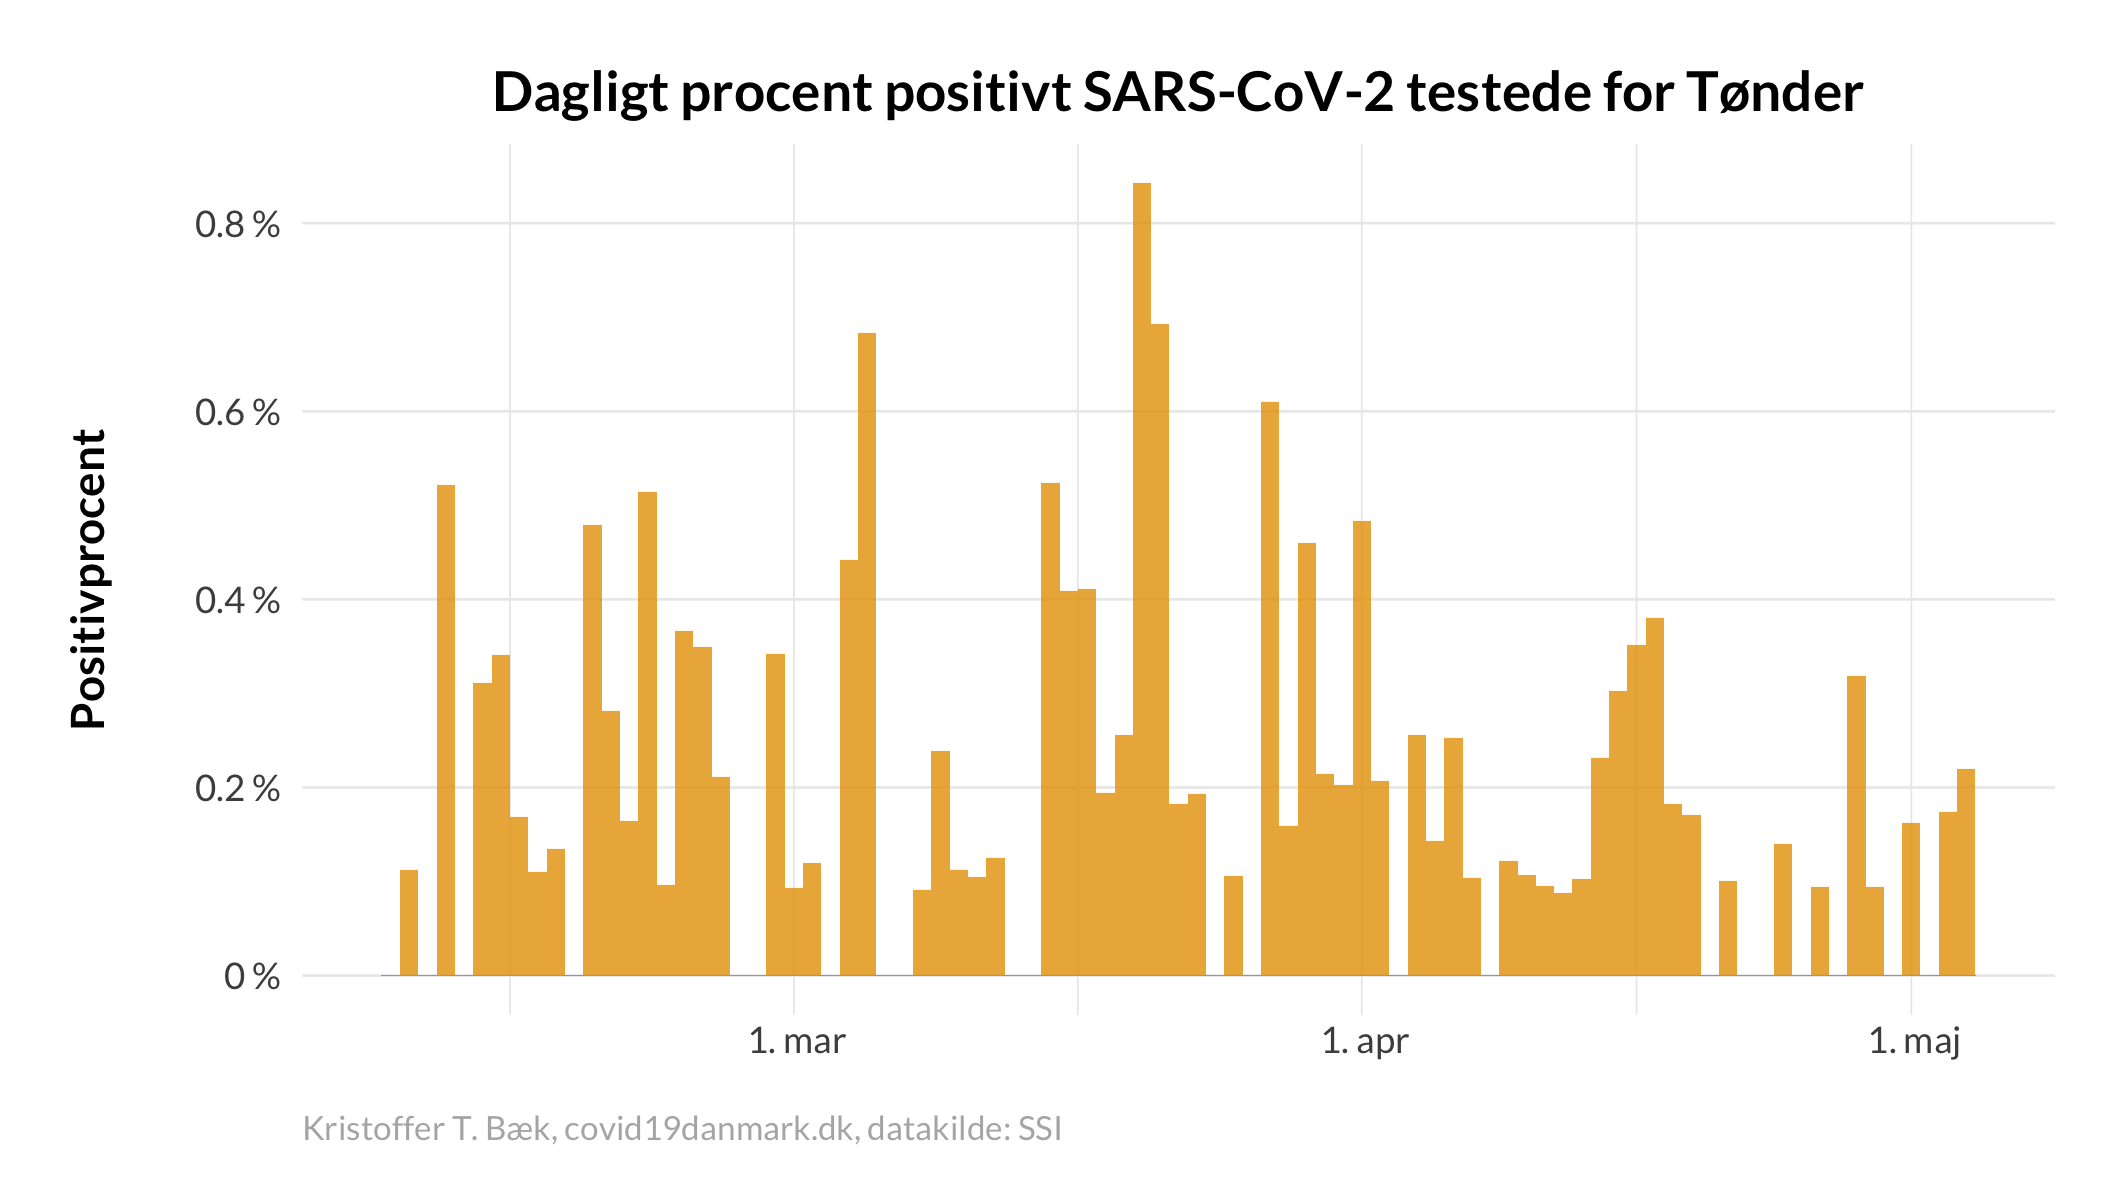 Dagligt procent positivt SARS-CoV-2 testede for Tønder
Positivprocent
0.8 %
0.6 %
0.4 %
0.2 %
0 %
1. mar
1. apr
1. maj
Kristoffer T. Bæk, covid19danmark.dk, datakilde: SSI